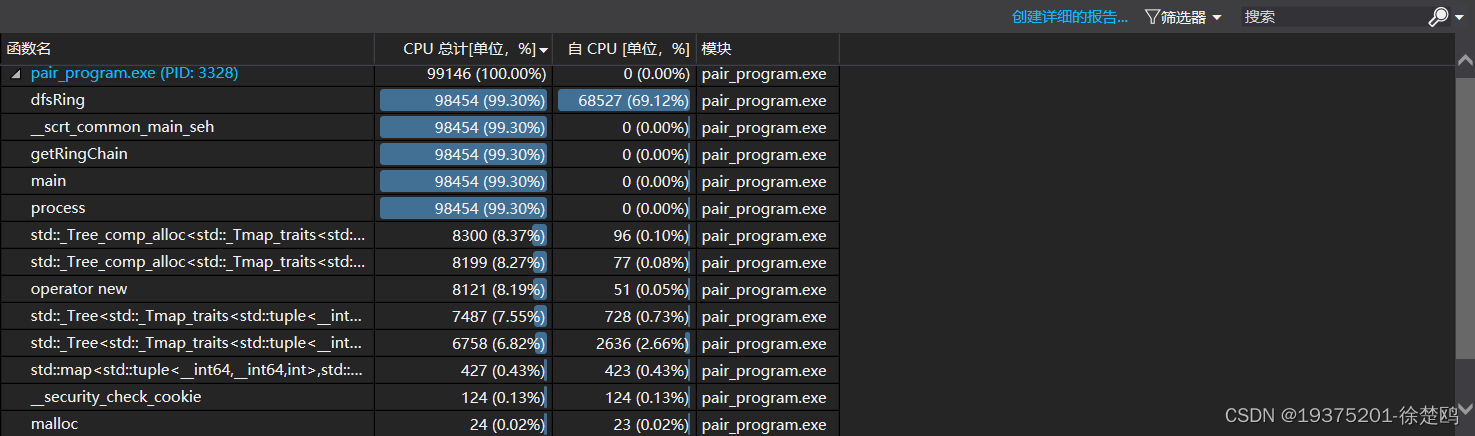 创建详细的报告... 筛选器 搜索
函数名 CPU 总计[单位，%] 自 CPU [单位，%] 模块
pair_program.exe (PID: 3328) 99146 (100.00%) 0 (0.00%) pair_program.exe
dfsRing 98454 (99.30%) 68527 (69.12%) pair_program.exe
__scrt_common_main_seh 98454 (99.30%) 0 (0.00%) pair_program.exe
getRingChain 98454 (99.30%) 0 (0.00%) pair_program.exe
main 98454 (99.30%) 0 (0.00%) pair_program.exe
process 98454 (99.30%) 0 (0.00%) pair_program.exe
std::_Tree_comp_alloc<std::_Tmap_traits<std:... 8300 (8.37%) 96 (0.10%) pair_program.exe
std::_Tree_comp_alloc<std::_Tmap_traits<std:... 8199 (8.27%) 77 (0.08%) pair_program.exe
operator new 8121 (8.19%) 51 (0.05%) pair_program.exe
std::_Tree<std::_Tmap_traits<std::tuple<__int... 7487 (7.55%) 728 (0.73%) pair_program.exe
std::_Tree<std::_Tmap_traits<std::tuple<__int... 6758 (6.82%) 2636 (2.66%) pair_program.exe
std::map<std::tuple<__int64,__int64,int>,std::... 427 (0.43%) 423 (0.43%) pair_program.exe
__security_check_cookie 124 (0.13%) 124 (0.13%) pair_program.exe
malloc 24 (0.02%) 23 (0.02%) pair_program.exe
CSDN @19375201-徐楚鸥